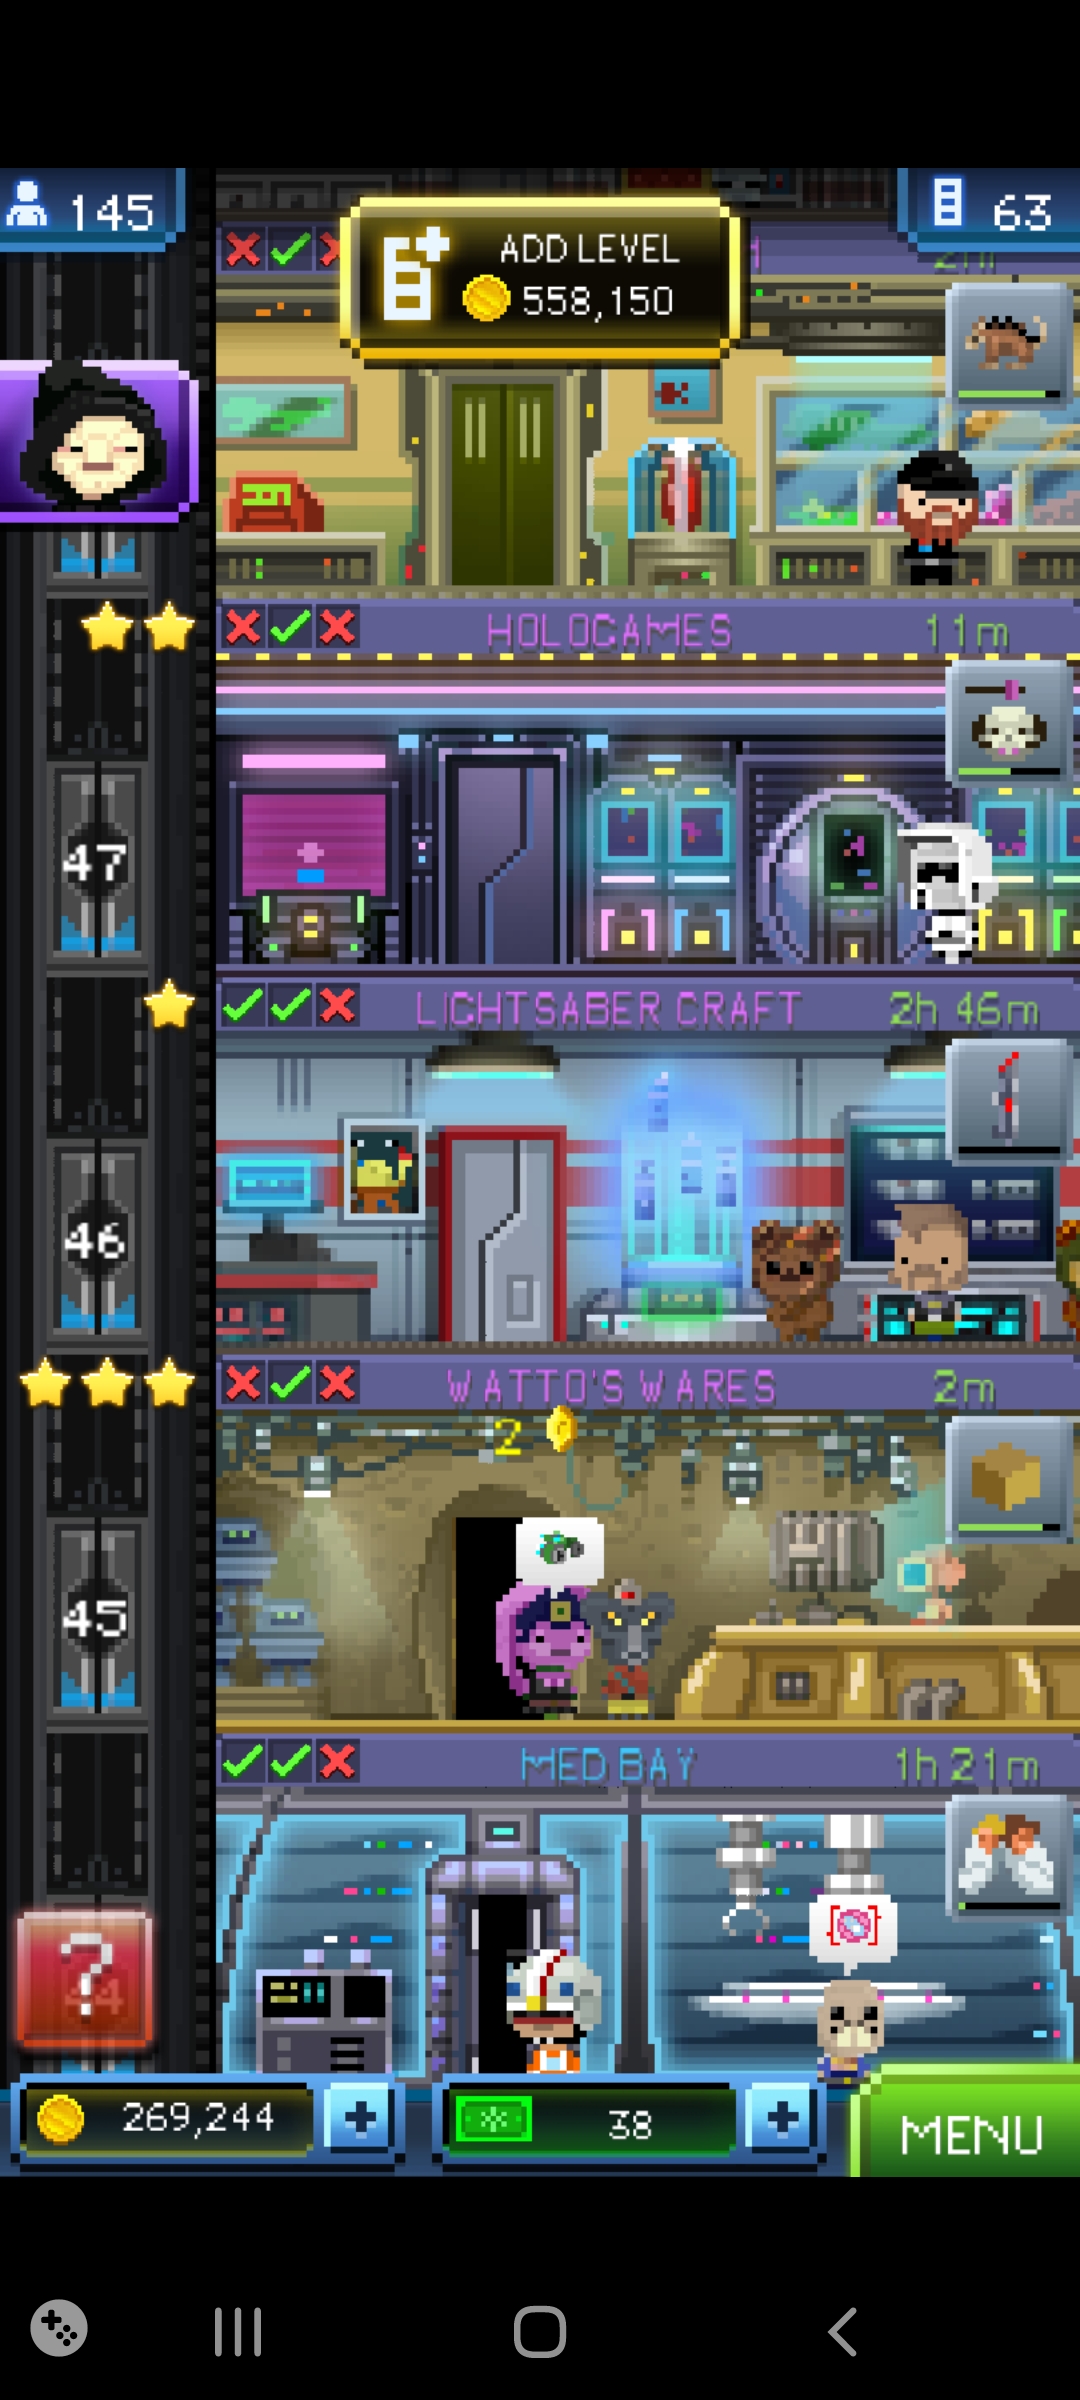 145
ADD LEVEL
558,150
63
HOLOGAMES
11m
47
LIGHTSABER CRAFT
2h 46m
46
WATTO'S WARES
2m
2
45
MED BAY
1h 21m
?
44
269,244
+
38
+
MENU